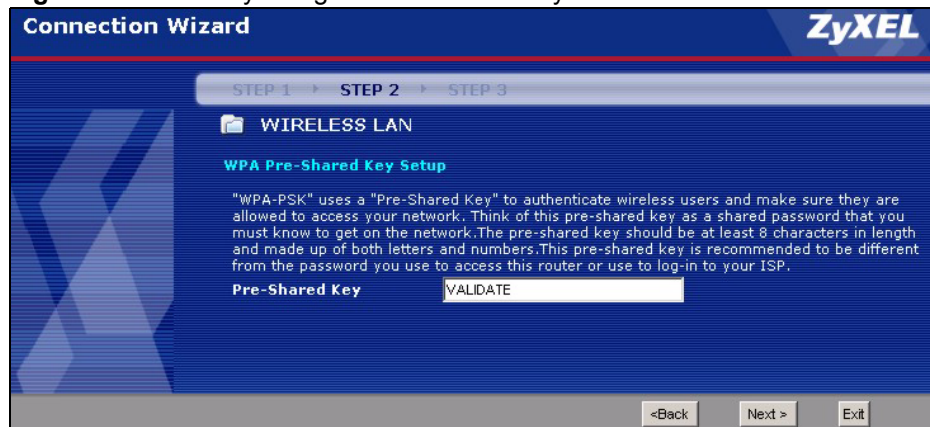 Connection Wizard
ZyXEL
STEP 1 STEP 2 STEP 3
WIRELESS LAN
WPA Pre-Shared Key Setup
"WPA-PSK" uses a "Pre-Shared Key" to authenticate wireless users and make sure they are
allowed to access your network. Think of this pre-shared key as a shared password that you
must know to get on the network.The pre-shared key should be at least 8 characters in length
and made up of both letters and numbers.This pre-shared key is recommended to be different
from the password you use to access this router or use to log-in to your ISP.
Pre-Shared Key VALIDATE
<Back Next > Exit